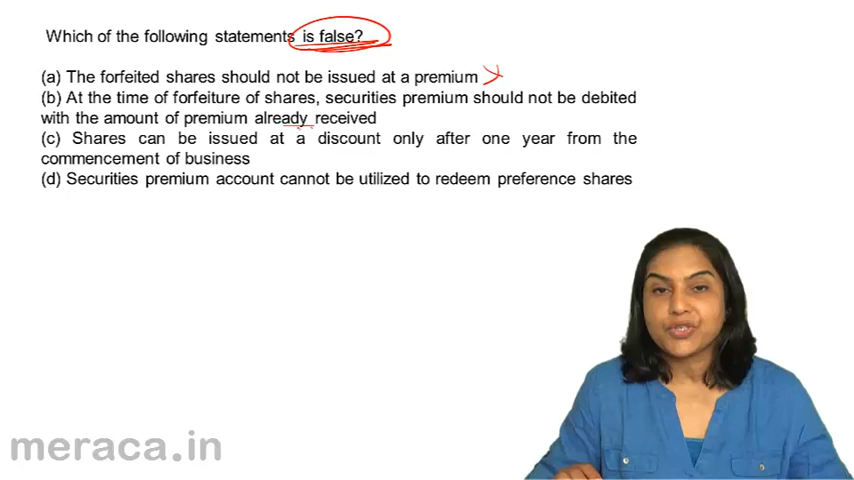 Which of the following statements is false?
(a) The forfeited shares should not be issued at a premium
(b) At the time of forfeiture of shares, securities premium should not be debited
with the amount of premium already received
(c) Shares can be issued at a discount only after one year from the
commencement of business
(d) Securities premium account cannot be utilized to redeem preference shares
meraca.in